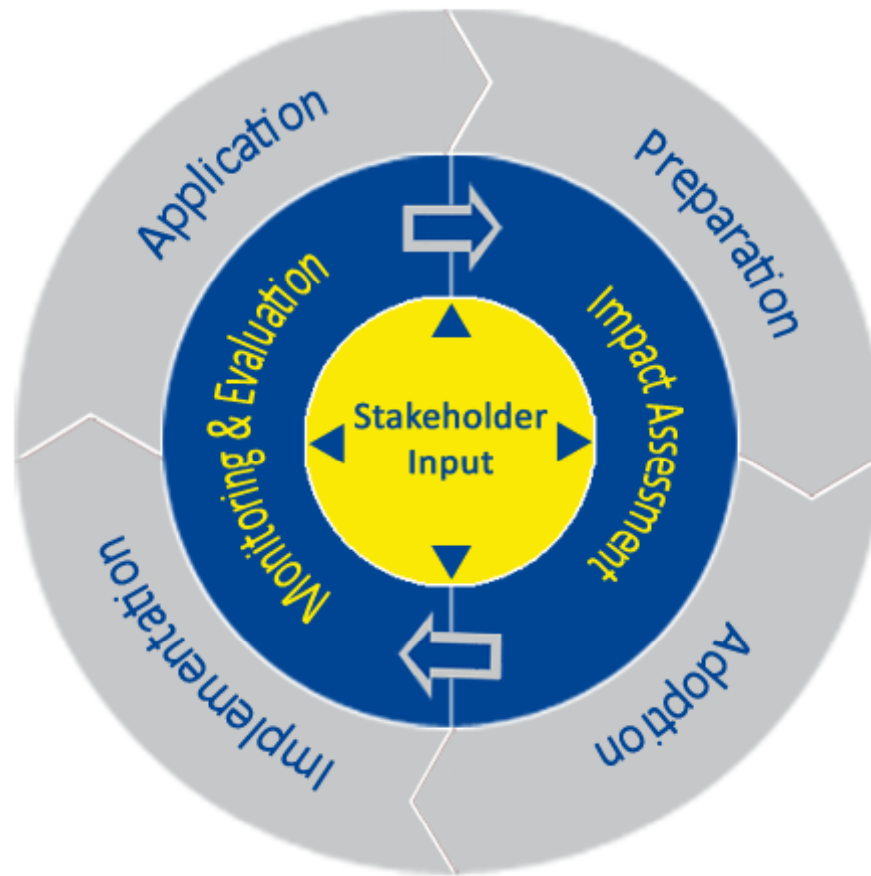 Application
Preparation
Monitoring & Evaluation
Impact Assessment
Stakeholder
Input
Implementation
Adoption